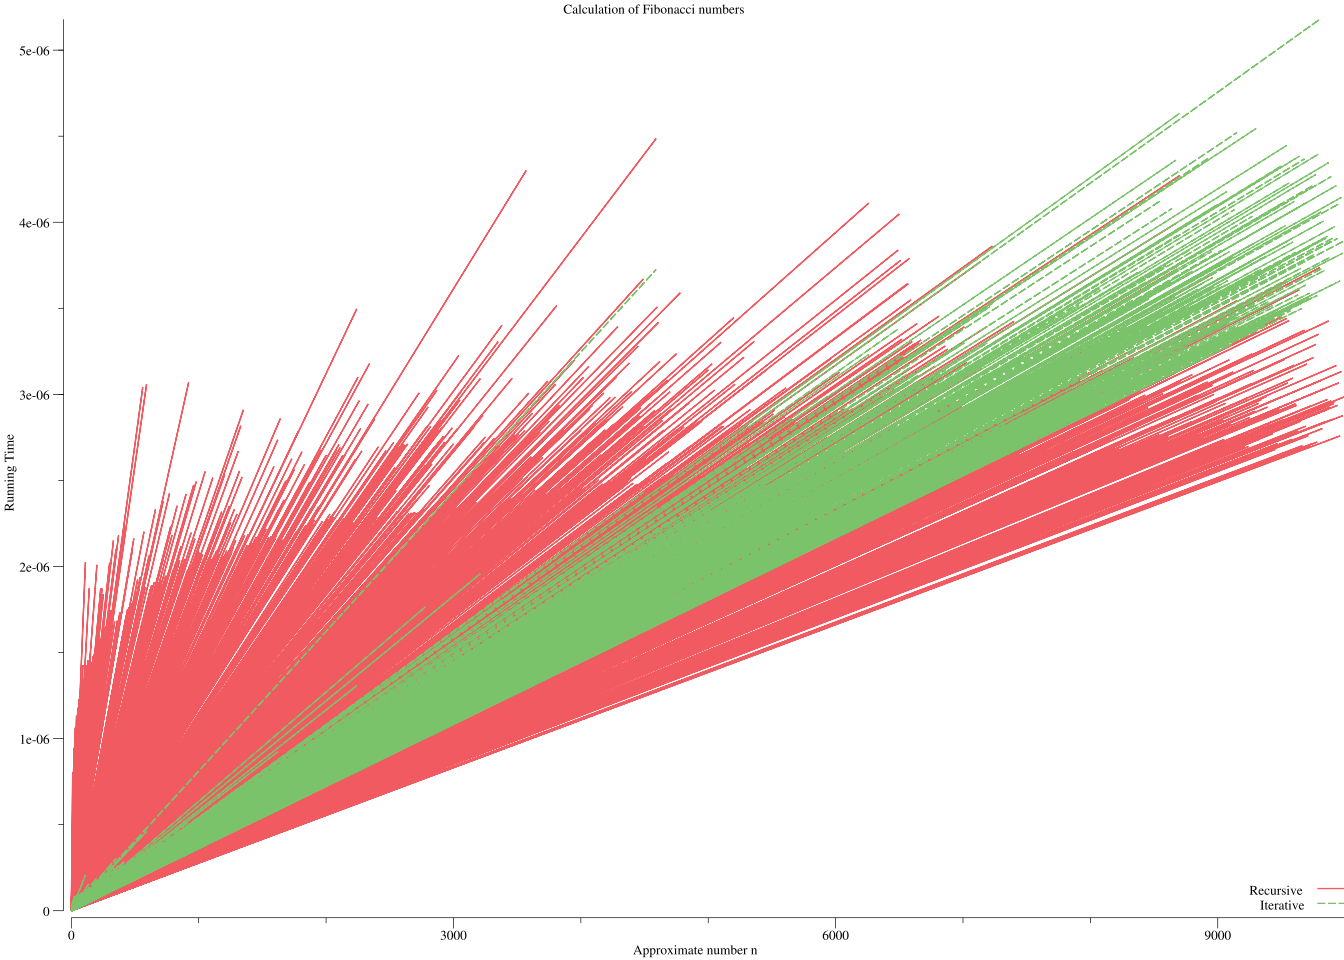 Calculation of Fibonacci numbers
5e-06
4e-06
3e-06
2e-06
1e-06
0
Running Time
0
3000
6000
9000
Approximate number n
Recursive
Iterative